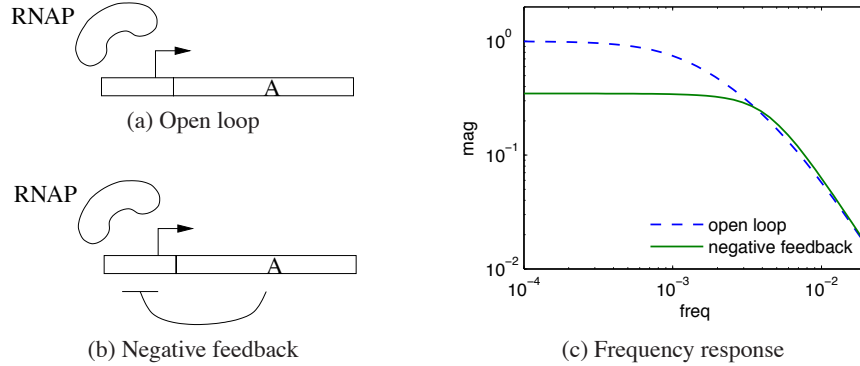 RNAP
A
(a) Open loop
RNAP
A
(b) Negative feedback
10^0
10^-1
10^-2
mag
open loop
negative feedback
10^-4
10^-3
10^-2
freq
(c) Frequency response